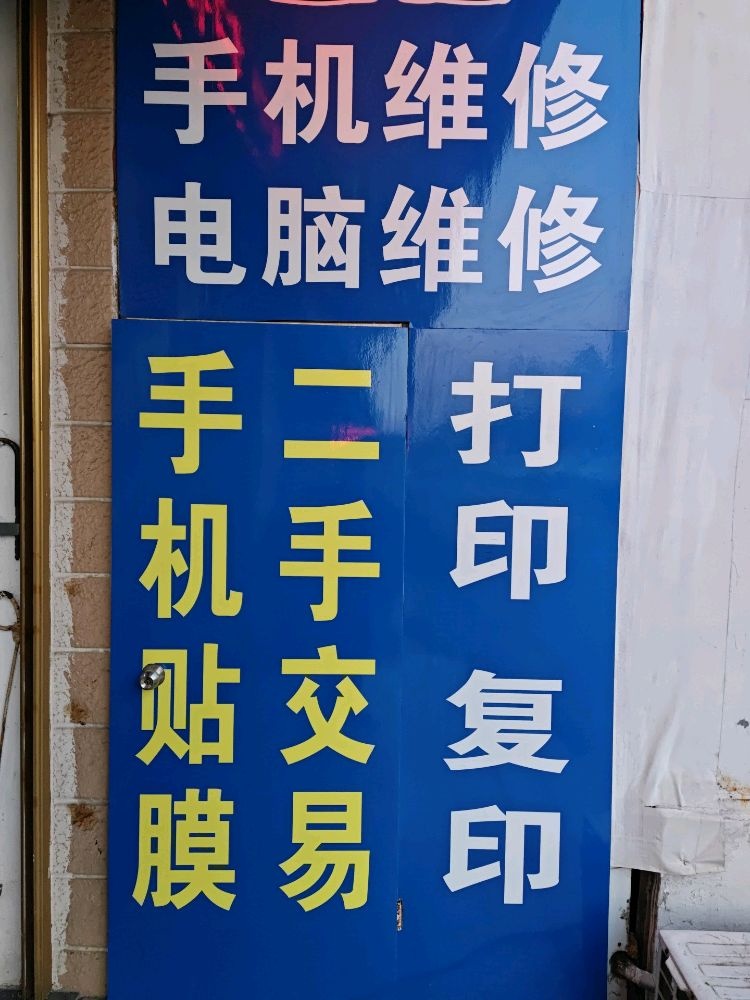 手机维修
电脑维修
手机贴膜
二手交易
打印
复印